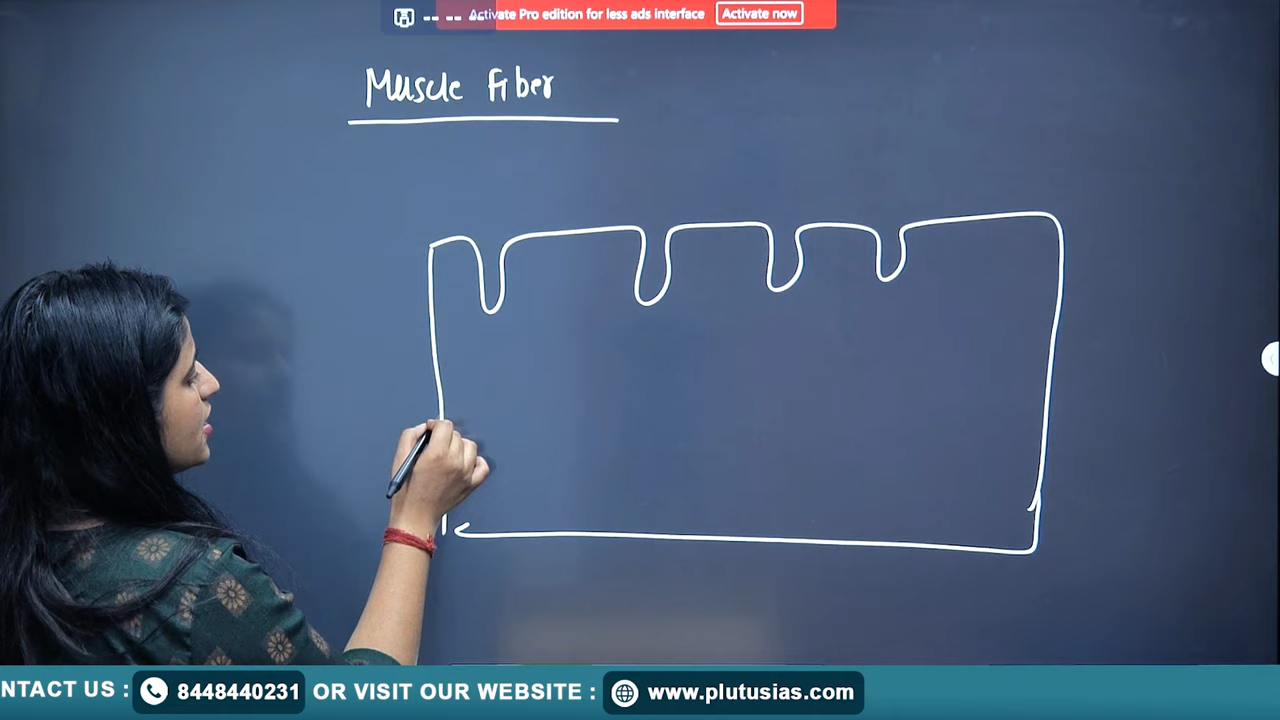 Activate Pro edition for less ads interface Activate now
Muscle Fiber
NTACT US : 8448440231 OR VISIT OUR WEBSITE : www.plutusias.com